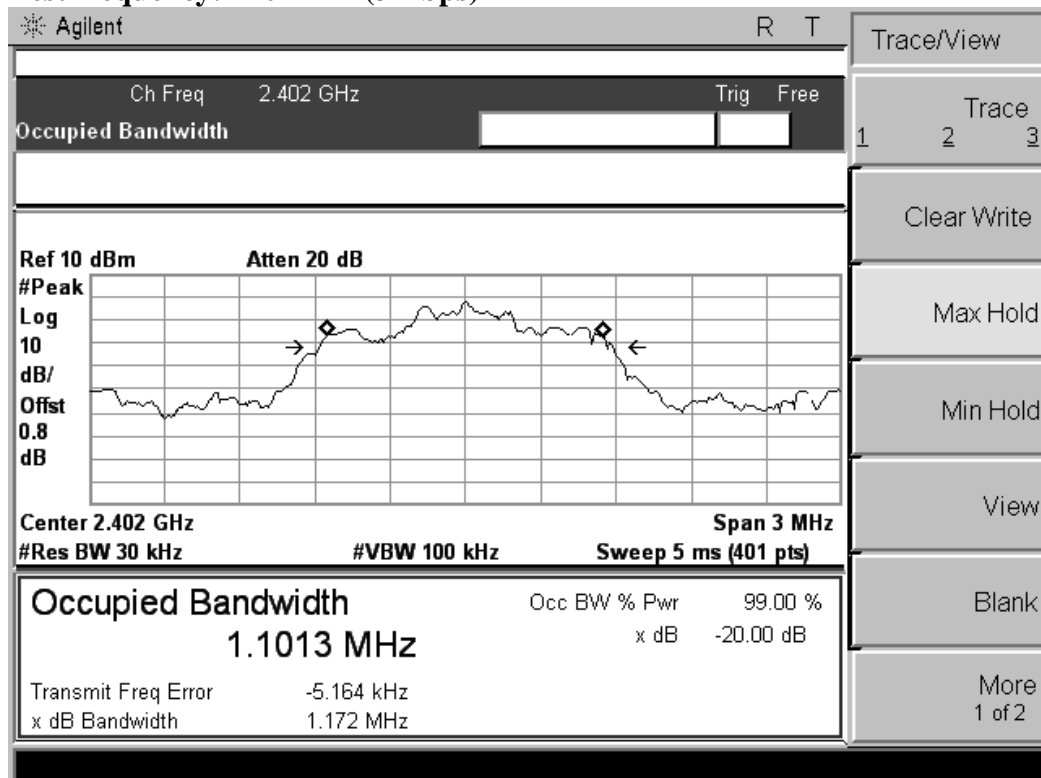 Agilent R T
Trace/View
Ch Freq 2.402 GHz Trig Free
Occupied Bandwidth
Trace
1 2 3
Clear Write
Ref 10 dBm Atten 20 dB
#Peak
Log
10
dB/
Offst
0.8
dB
Max Hold
Min Hold
Center 2.402 GHz Span 3 MHz
#Res BW 30 kHz #VBW 100 kHz Sweep 5 ms (401 pts)
View
Occupied Bandwidth Occ BW % Pwr 99.00 %
1.1013 MHz x dB -20.00 dB
Transmit Freq Error -5.164 kHz
x dB Bandwidth 1.172 MHz
Blank
More
1 of 2